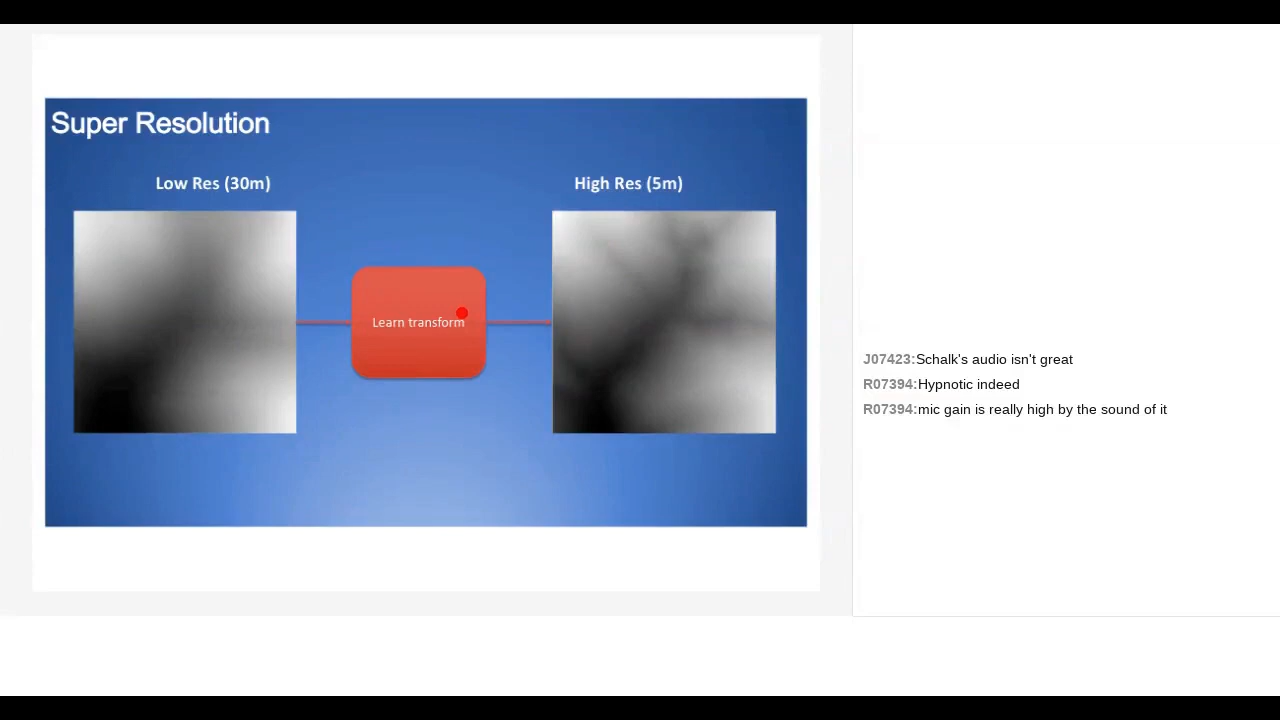 Super Resolution
Low Res (30m)
High Res (5m)
Learn transform
J07423:Schalk's audio isn't great
R07394:Hypnotic indeed
R07394:mic gain is really high by the sound of it